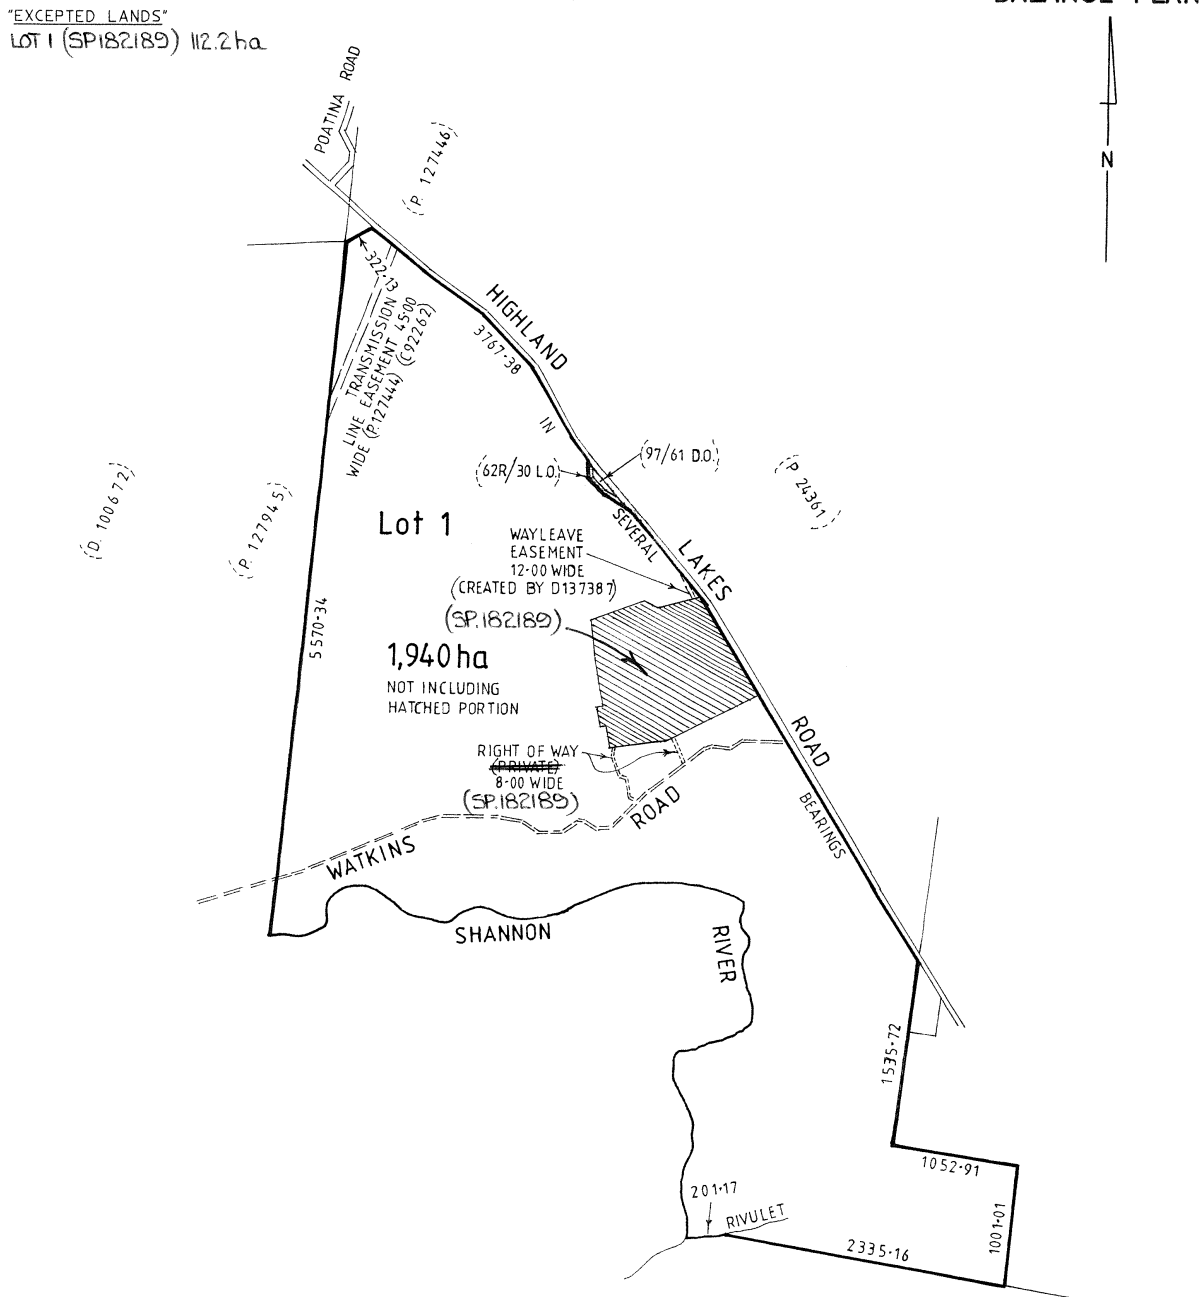 BALANCE PLAN
"EXCEPTED LANDS"
LOT 1 (SP182189) 112.2ha
POATINA ROAD
(P. 127446)
N
322·13
TRANSMISSION
LINE EASEMENT 45·00
WIDE (P.127444) (C92262)
HIGHLAND
3767·38
IN
(62R/30 L.O.)
(97/61 D.O.)
(D. 100672)
(P. 127945)
(P. 24361)
Lot 1
SEVERAL
LAKES
WAYLEAVE
EASEMENT
12·00 WIDE
(CREATED BY D137387)
(SP.182189)
5570·34
1,940 ha
NOT INCLUDING
HATCHED PORTION
ROAD
RIGHT OF WAY
(PRIVATE)
8·00 WIDE
(SP.182189)
ROAD
BEARINGS
WATKINS
SHANNON
RIVER
1535·72
1052·91
201·17
RIVULET
1001·01
2335·16